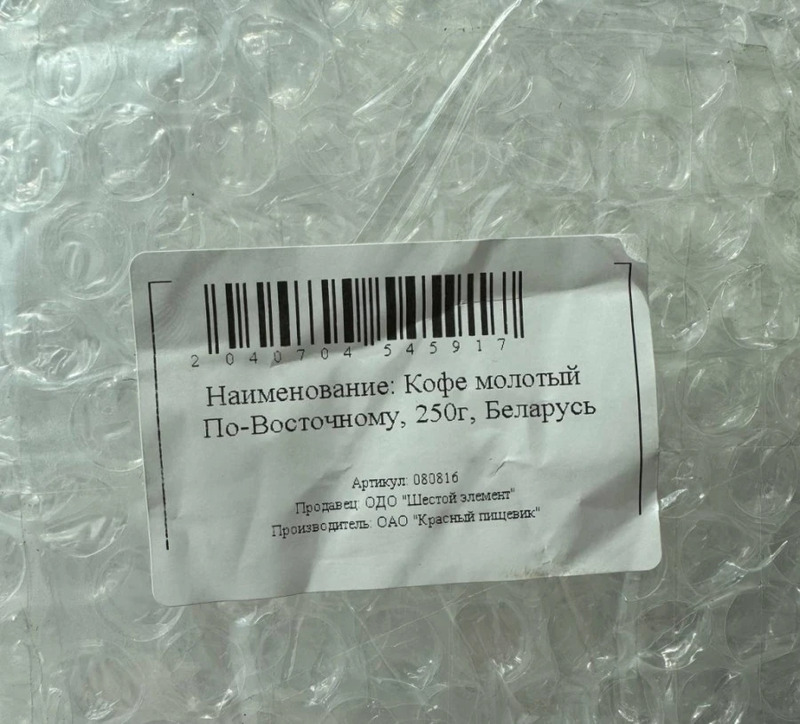 2 040704 545917
Наименование: Кофе молотый
По-Восточному, 250г, Беларусь
Артикул: 080816
Продавец: ОДО "Шестой элемент"
Производитель: ОАО "Красный пищевик"